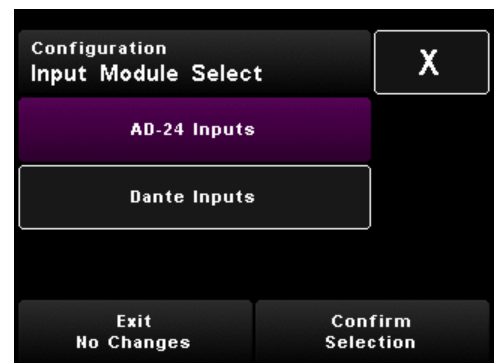 Configuration
Input Module Select
X
AD-24 Inputs
Dante Inputs
Exit
No Changes
Confirm
Selection